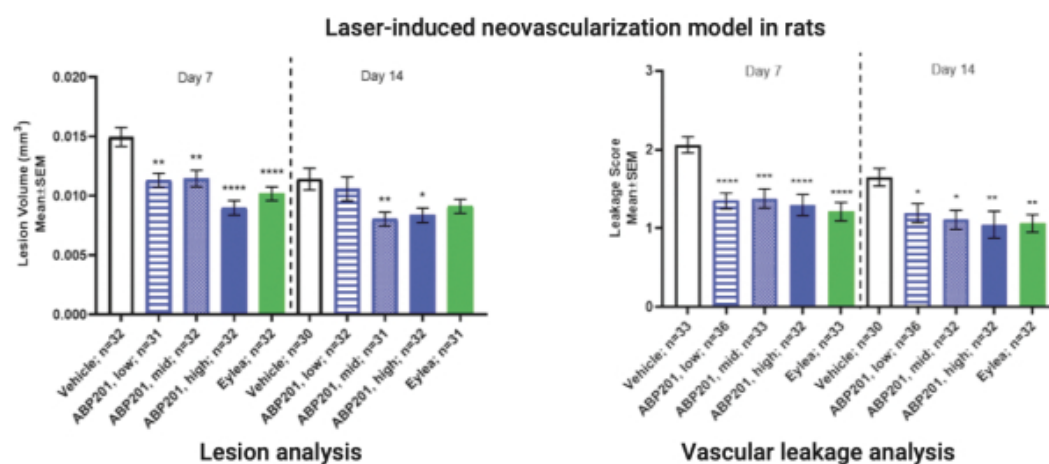 Laser-induced neovascularization model in rats
Day 7
Day 14
Lesion Volume (mm³)
Mean±SEM
0.020
0.015
0.010
0.005
0.000
**
**
****
****
**
*
Vehicle; n=32
ABP201, low; n=31
ABP201, mid; n=32
ABP201, high; n=32
Eylea; n=32
Vehicle; n=30
ABP201, low; n=32
ABP201, mid; n=31
ABP201, high; n=32
Eylea; n=31
Lesion analysis
Day 7
Day 14
Leakage Score
Mean±SEM
3
2
1
0
****
***
****
****
*
*
**
**
Vehicle; n=33
ABP201, low; n=36
ABP201, mid; n=33
ABP201, high; n=32
Eylea; n=33
Vehicle; n=30
ABP201, low; n=36
ABP201, mid; n=32
ABP201, high; n=32
Eylea; n=32
Vascular leakage analysis